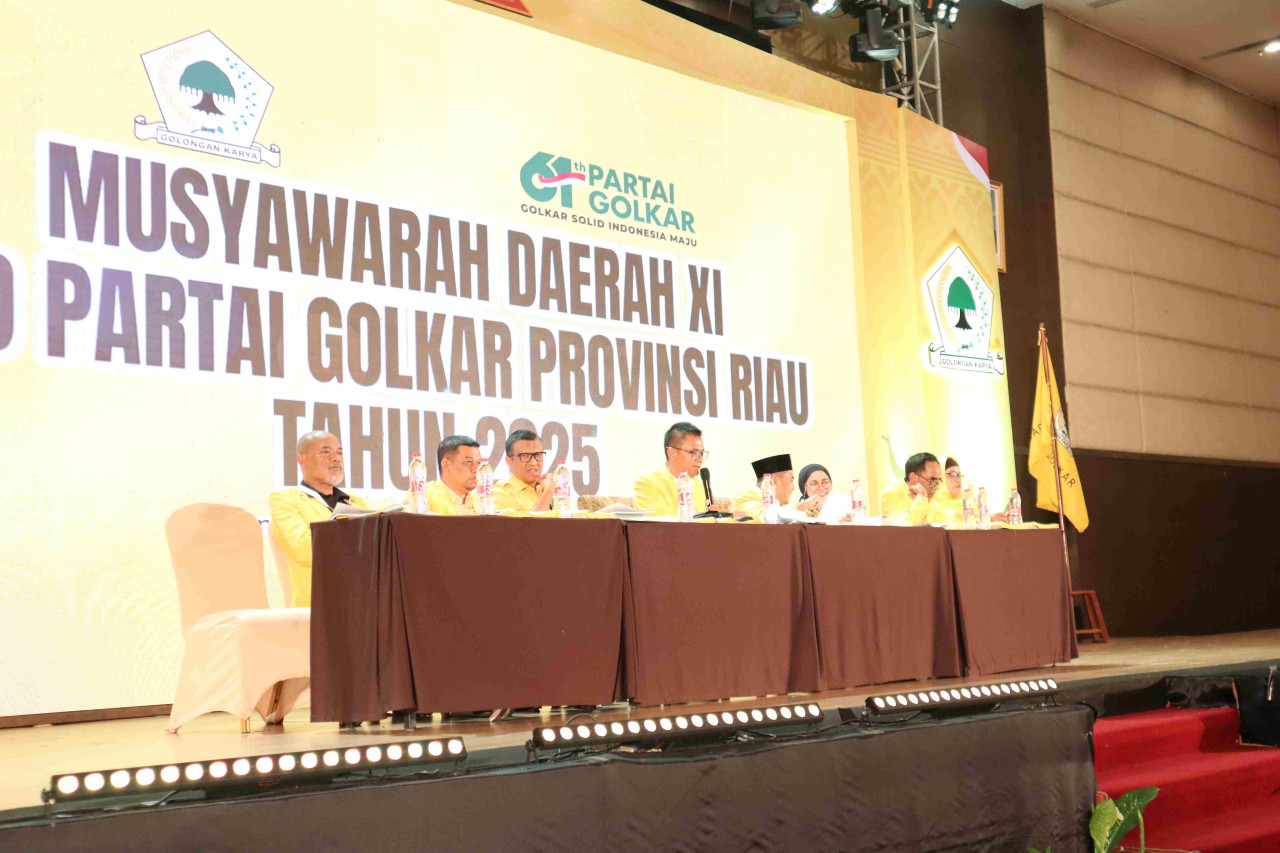 GOLONGAN KARYA
61th PARTAI
GOLKAR
GOLKAR SOLID INDONESIA MAJU
MUSYAWARAH DAERAH XI
D PARTAI GOLKAR PROVINSI RIAU
TAHUN 2025
GOLONGAN KARYA